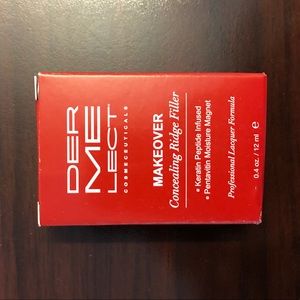 DER
ME
LECT
COSMECEUTICALS
MAKEOVER
Concealing Ridge Filler
• Keratin Peptide Infused
• Pentavitin Moisture Magnet
Professional Lacquer Formula
0.4 oz. / 12 ml ℮